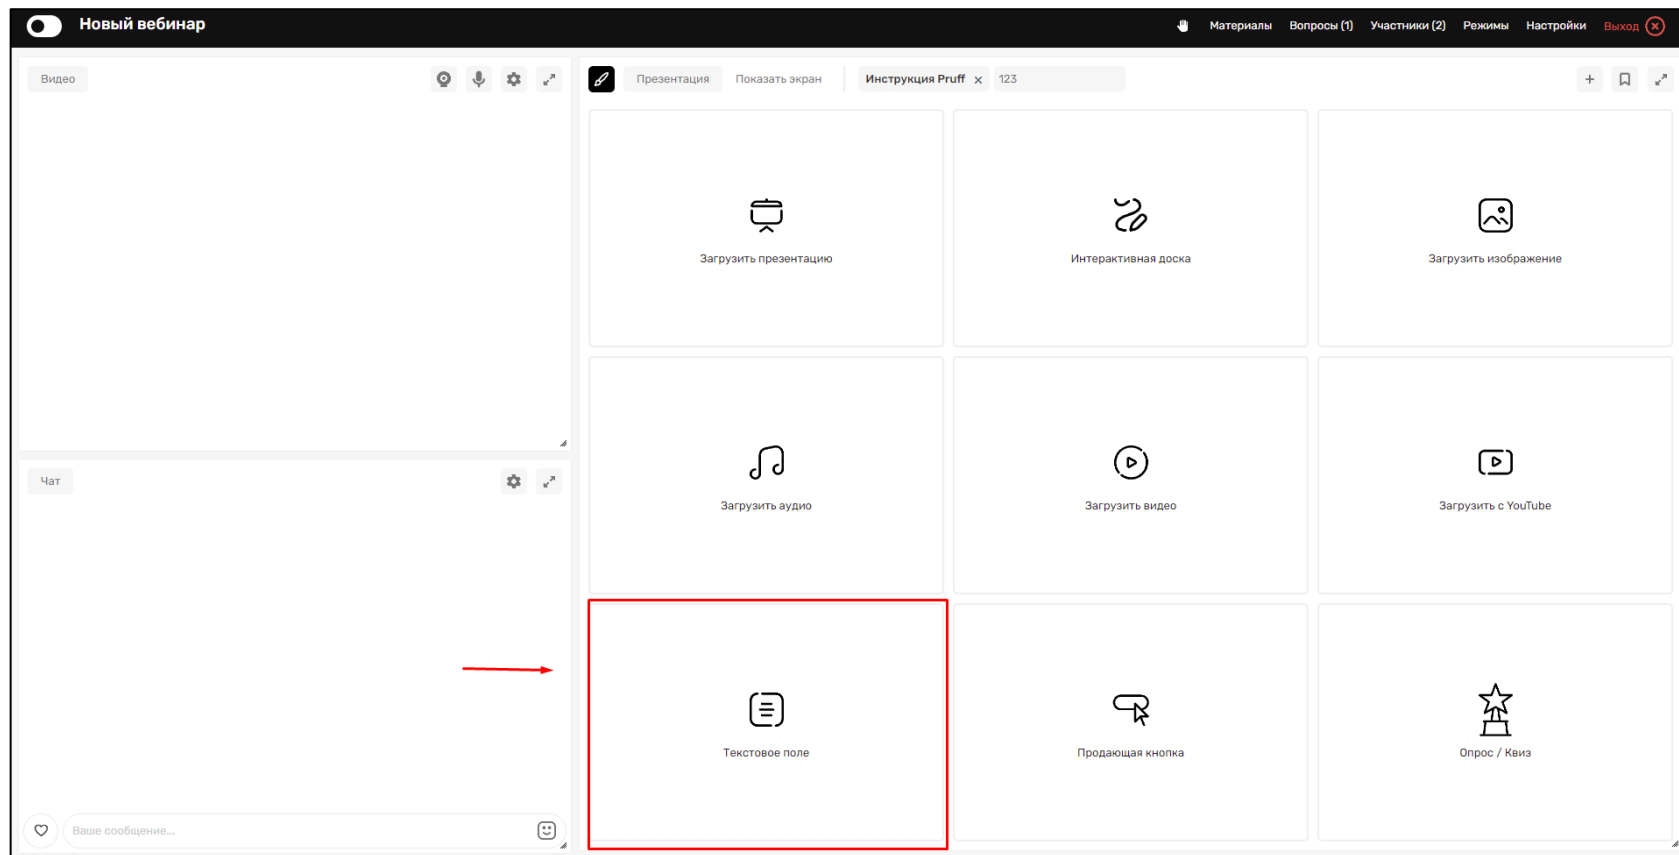 Новый вебинар
Материалы Вопросы (1) Участники (2) Режимы Настройки Выход
Видео
Презентация Показать экран Инструкция Pruff × 123
Загрузить презентацию
Интерактивная доска
Загрузить изображение
Загрузить аудио
Загрузить видео
Загрузить с YouTube
Текстовое поле
Продающая кнопка
Опрос / Квиз
Чат
Ваше сообщение...